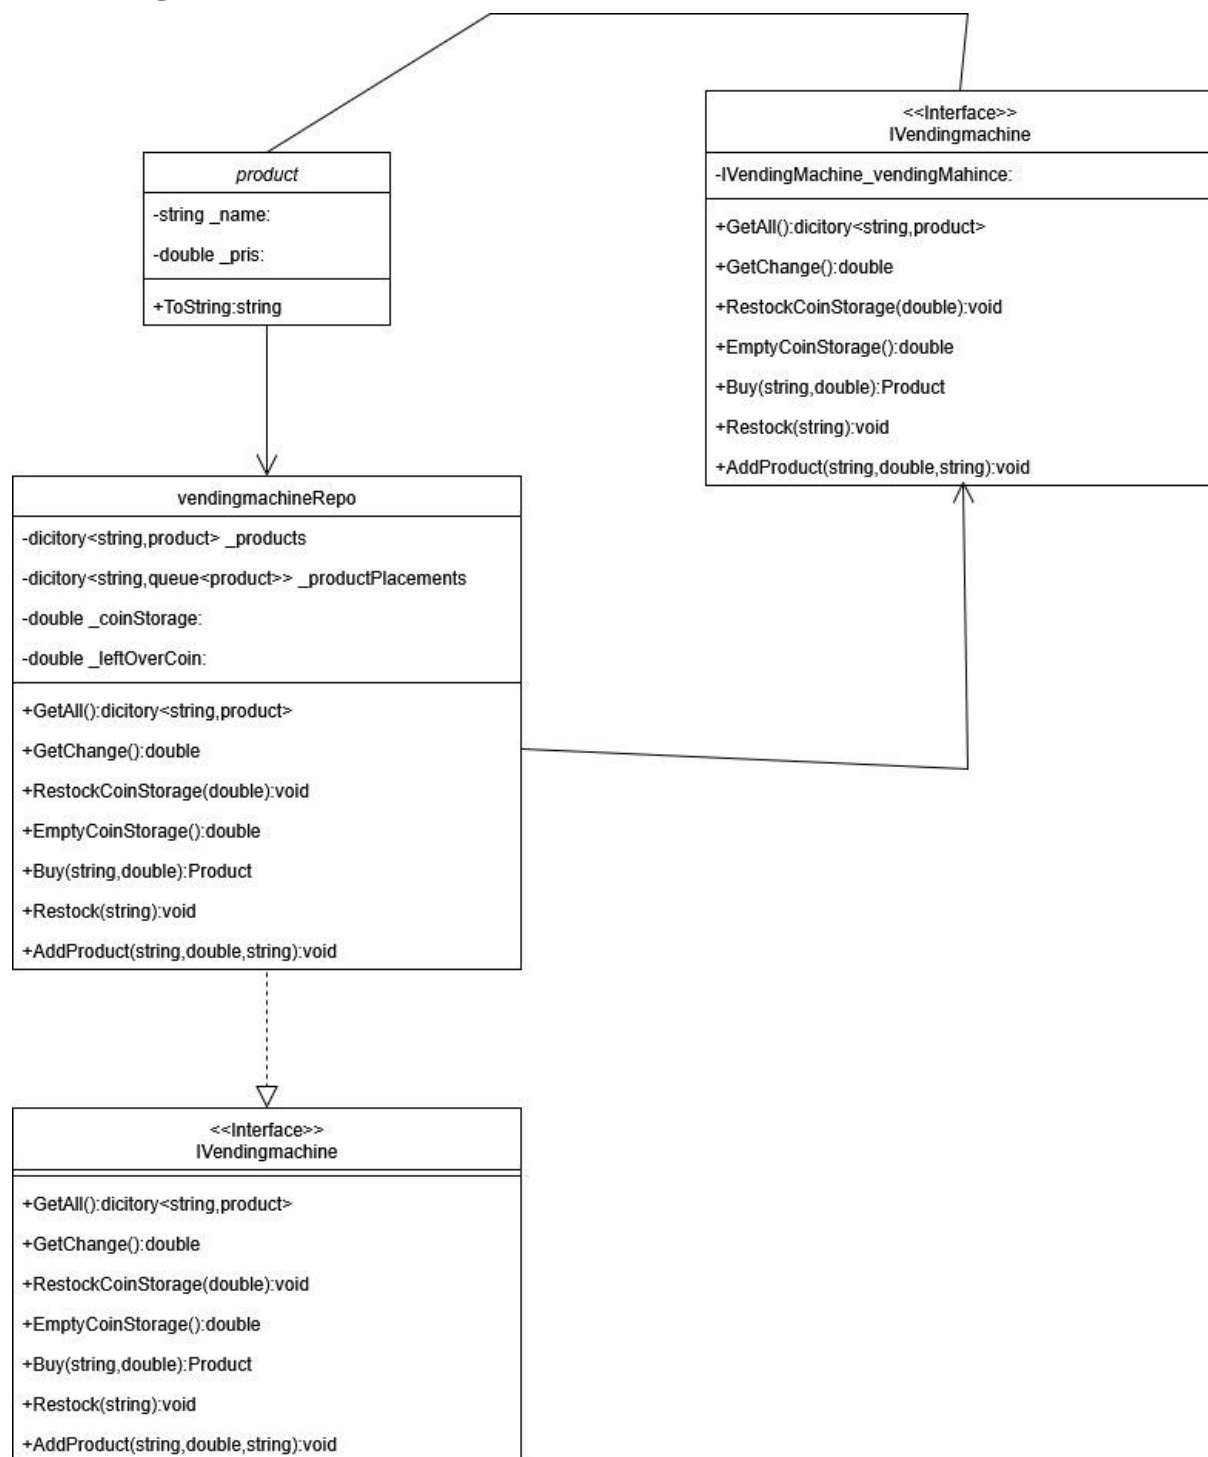 <<Interface>>
IVendingmachine
-IVendingMachine_vendingMahince:
+GetAll():dicitory<string,product>
+GetChange():double
+RestockCoinStorage(double):void
+EmptyCoinStorage():double
+Buy(string,double):Product
+Restock(string):void
+AddProduct(string,double,string):void
product
-string _name:
-double _pris:
+ToString:string
vendingmachineRepo
-dicitory<string,product> _products
-dicitory<string,queue<product>> _productPlacements
-double _coinStorage:
-double _leftOverCoin:
+GetAll():dicitory<string,product>
+GetChange():double
+RestockCoinStorage(double):void
+EmptyCoinStorage():double
+Buy(string,double):Product
+Restock(string):void
+AddProduct(string,double,string):void
<<Interface>>
IVendingmachine
+GetAll():dicitory<string,product>
+GetChange():double
+RestockCoinStorage(double):void
+EmptyCoinStorage():double
+Buy(string,double):Product
+Restock(string):void
+AddProduct(string,double,string):void